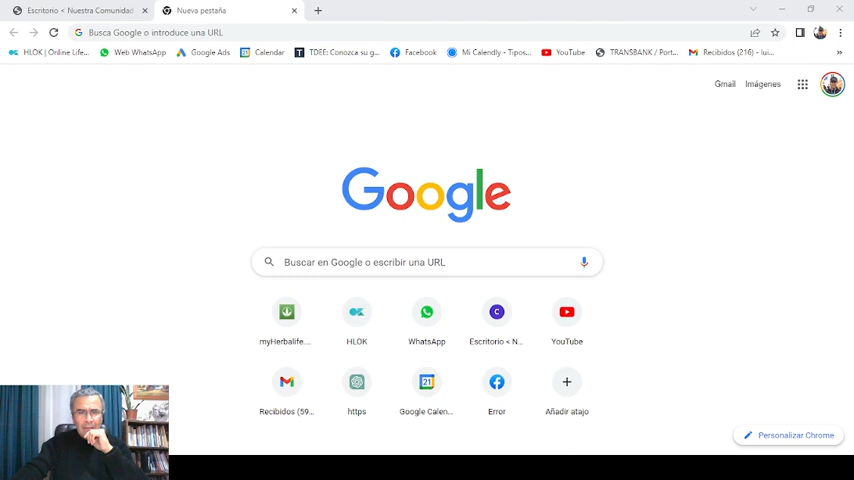 Escritorio < Nuestra Comunidad
Nueva pestaña
Busca Google o introduce una URL
HLOK | Online Life...
Web WhatsApp
Google Ads
Calendar
TDEE: Conozca su g...
Facebook
Mi Calendly - Tipos...
YouTube
TRANSBANK / Port...
Recibidos (216) - lui...
»
Gmail
Imágenes
Google
Buscar en Google o escribir una URL
myHerbalife....
HLOK
WhatsApp
Escritorio < N...
YouTube
Recibidos (59...
https
Google Calen...
Error
Añadir atajo
Personalizar Chrome